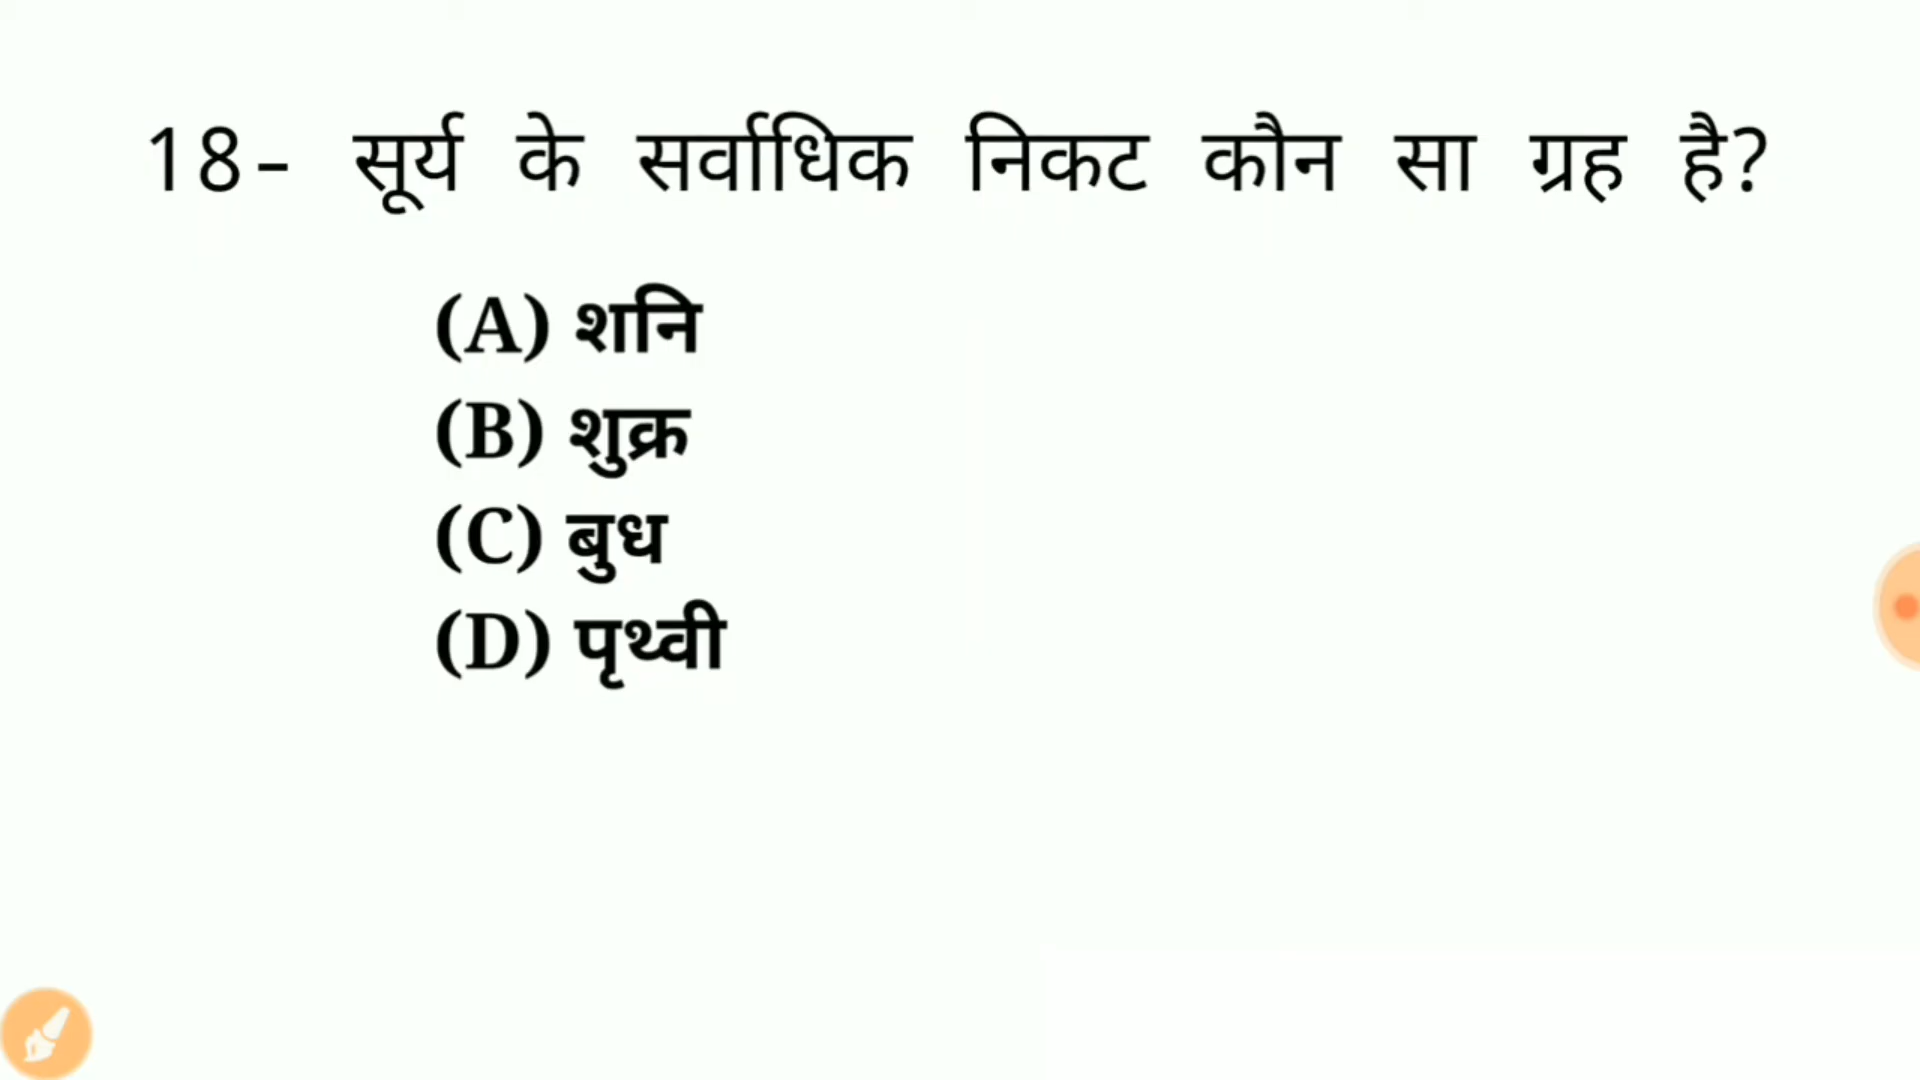 18- सूर्य के सर्वाधिक निकट कौन सा ग्रह है?
(A) शनि
(B) शुक्र
(C) बुध
(D) पृथ्वी